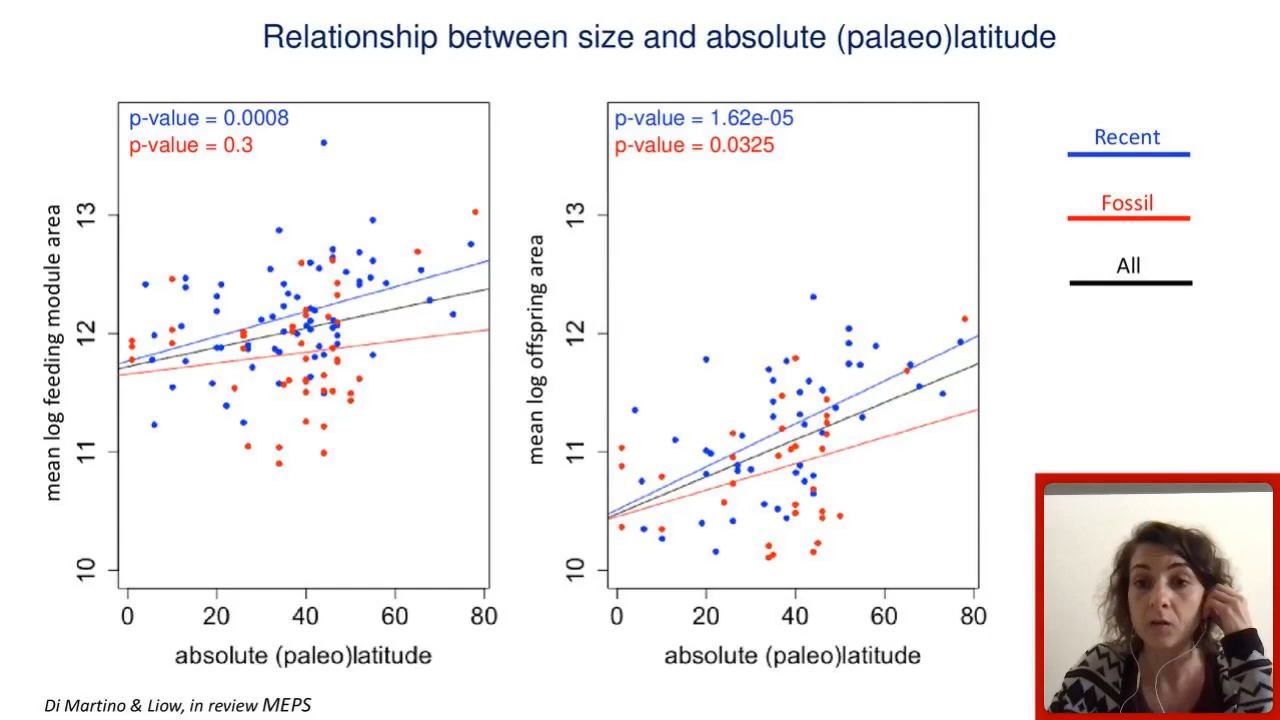 Relationship between size and absolute (palaeo)latitude
p-value = 0.0008
p-value = 0.3
mean log feeding module area
13
12
11
10
0 20 40 60 80
absolute (paleo)latitude
p-value = 1.62e-05
p-value = 0.0325
mean log offspring area
13
12
11
10
0 20 40 60 80
absolute (paleo)latitude
Recent
Fossil
All
Di Martino & Liow, in review MEPS